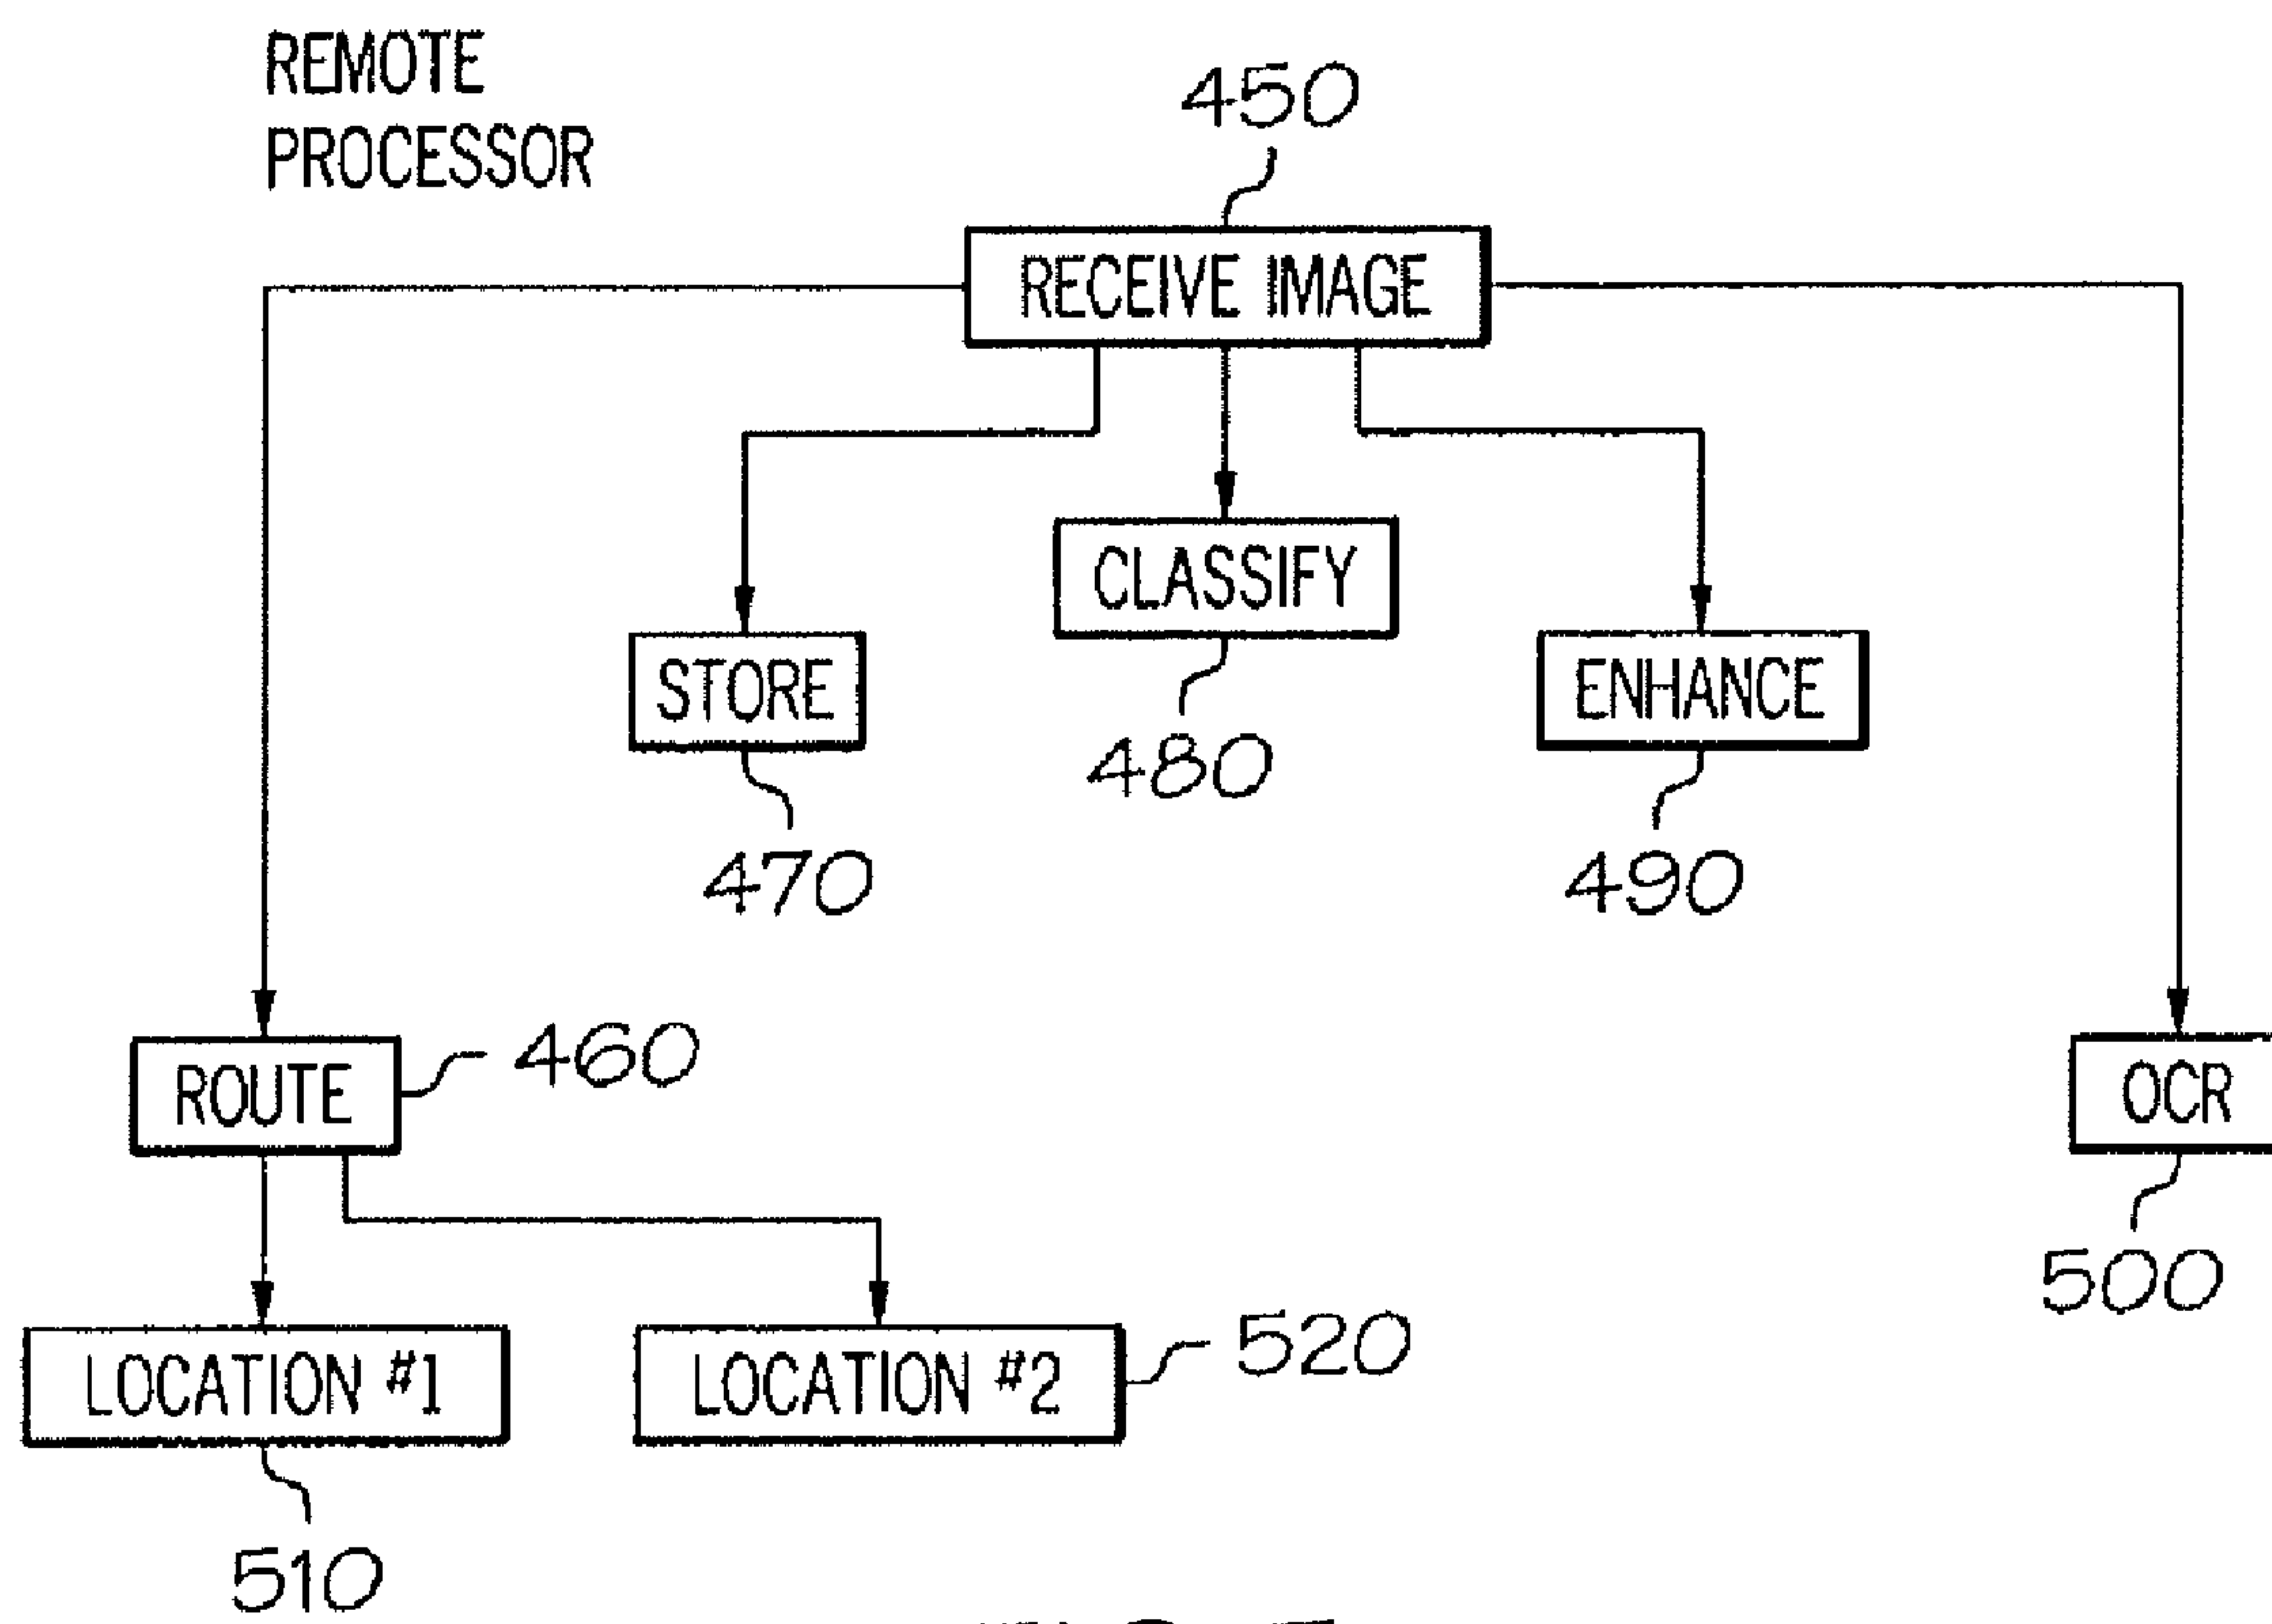 REMOTE
PROCESSOR
450
RECEIVE IMAGE
CLASSIFY
STORE
ENHANCE
480
470
490
ROUTE
460
OCR
500
LOCATION #1
LOCATION #2
520
510